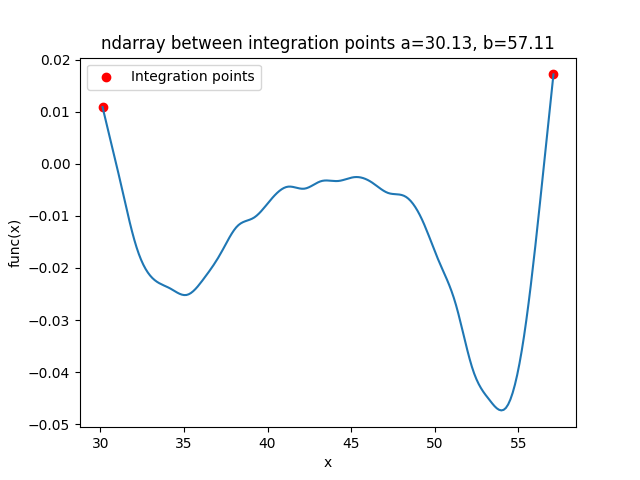 ndarray between integration points a=30.13, b=57.11
Integration points
0.02
0.01
0.00
−0.01
−0.02
−0.03
−0.04
−0.05
func(x)
30 35 40 45 50 55
x